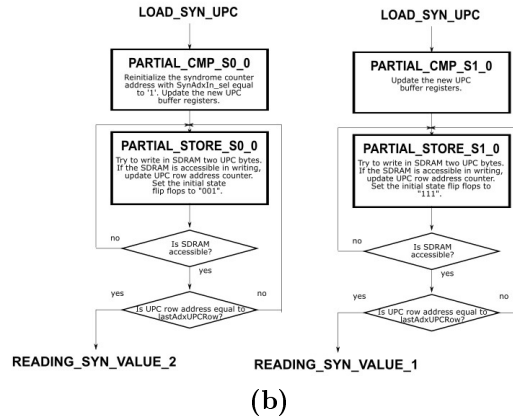 LOAD_SYN_UPC
PARTIAL_CMP_S0_0
Reinitialize the syndrome counter
address with SynAdxIn_sel equal
to '1'. Update the new UPC
buffer registers.
PARTIAL_STORE_S0_0
Try to write in SDRAM two UPC bytes.
If the SDRAM is accessible in writing,
update UPC row address counter.
Set the initial state
flip flops to "001".
no
Is SDRAM
accessible?
yes
yes
no
Is UPC row address equal to
lastAdxUPCRow?
READING_SYN_VALUE_2
LOAD_SYN_UPC
PARTIAL_CMP_S1_0
Update the new UPC
buffer registers.
PARTIAL_STORE_S1_0
Try to write in SDRAM two UPC bytes.
If the SDRAM is accessible in writing,
update UPC row address counter.
Set the initial state flip flops to
"111".
no
Is SDRAM
accessible?
yes
yes
no
Is UPC row address equal to
lastAdxUPCRow?
READING_SYN_VALUE_1
(b)